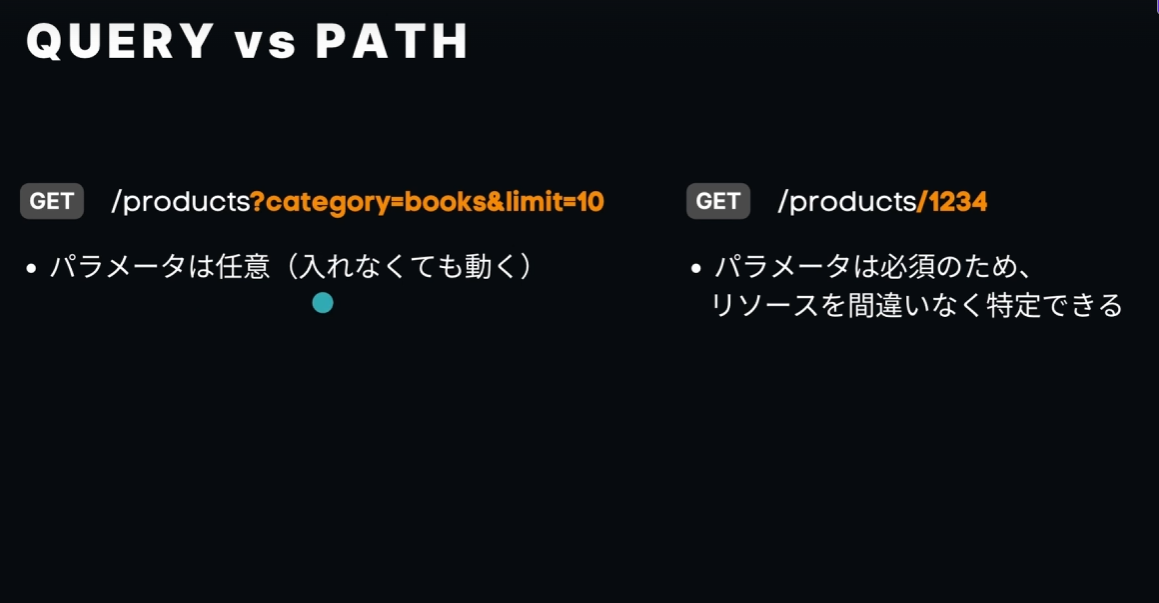 QUERY vs PATH
GET /products?category=books&limit=10
• パラメータは任意（入れなくても動く）
GET /products/1234
• パラメータは必須のため、
リソースを間違いなく特定できる